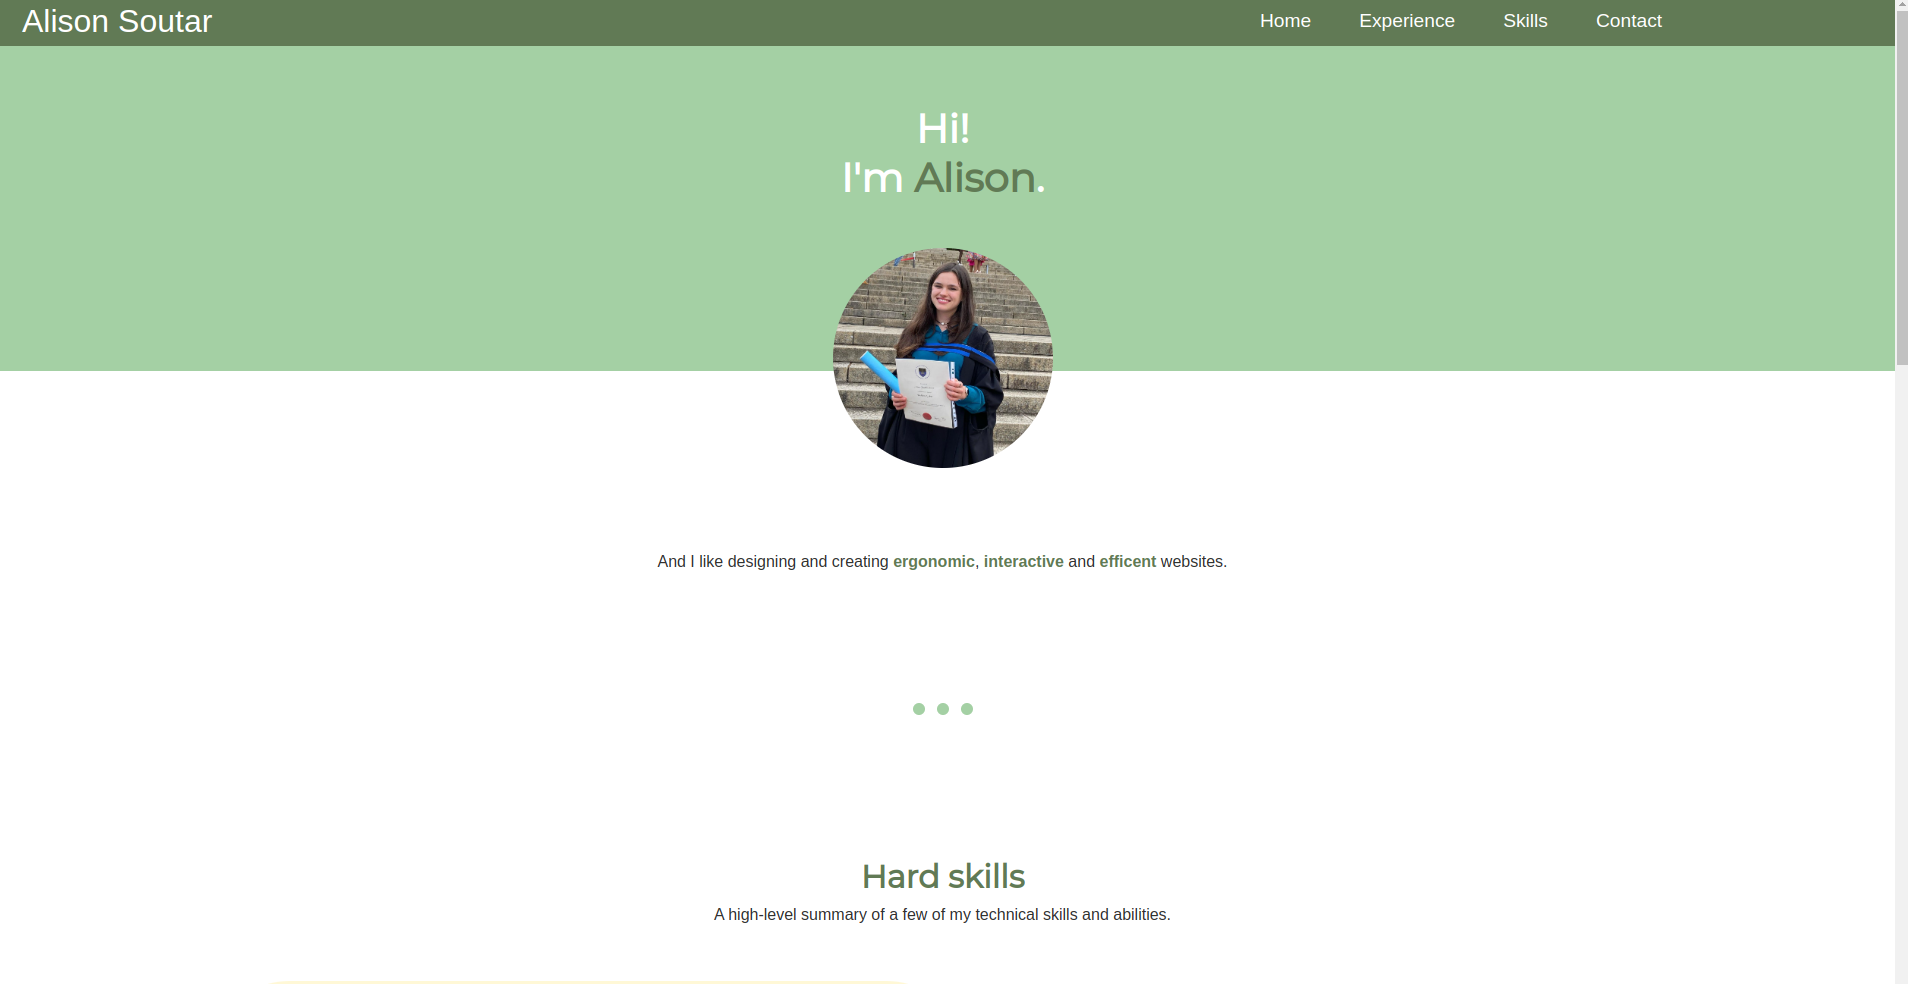 Alison Soutar
Home Experience Skills Contact
Hi!
I'm Alison.
And I like designing and creating ergonomic, interactive and efficent websites.
Hard skills
A high-level summary of a few of my technical skills and abilities.